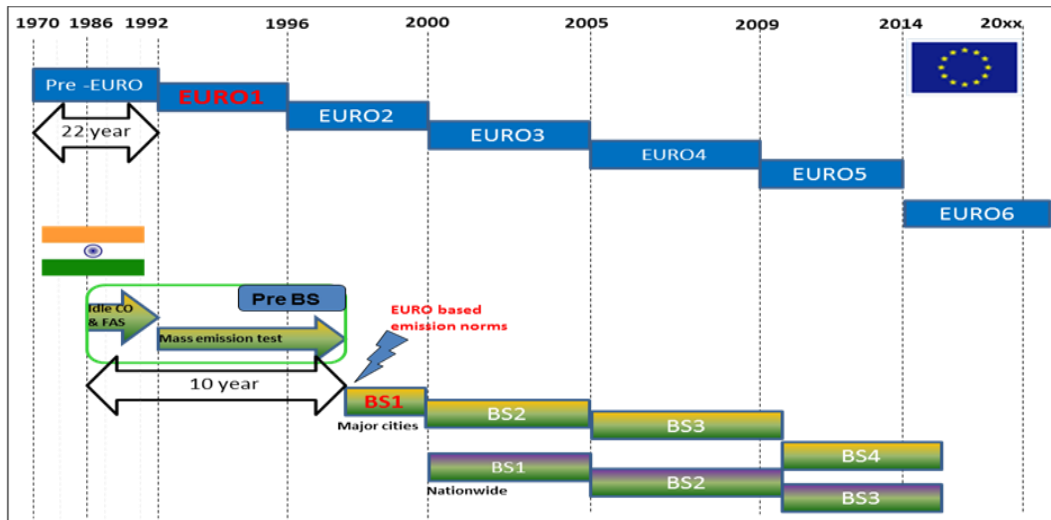 1970 1986 1992 1996 2000 2005 2009 2014 20xx
Pre -EURO
EURO1
EURO2
EURO3
EURO4
EURO5
EURO6
22 year
Pre BS
Idle CO
& FAS
Mass emission test
EURO based
emission norms
10 year
BS1
BS2
BS3
Major cities
BS4
BS1
BS2
BS3
Nationwide